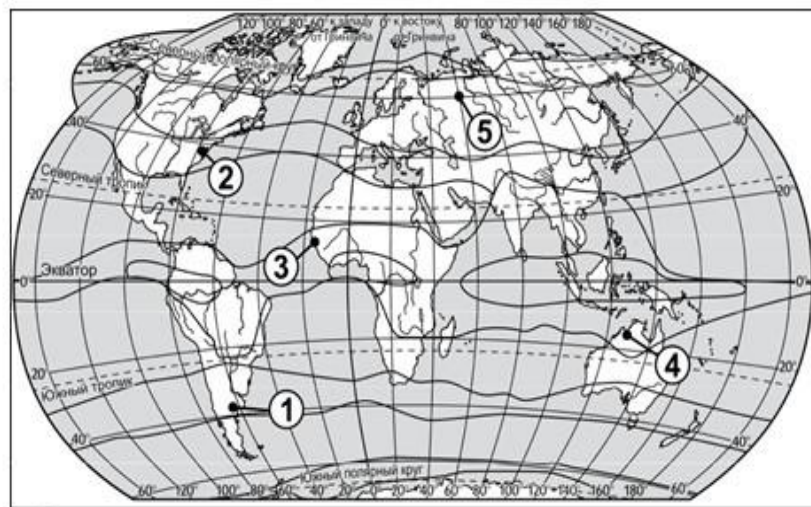 120° 100° 80° 60° к западу 0° к востоку 80 100° 120° 140° 160° 180°
от Гринвича от Гринвича
Северный полярный круг
60° 60°
5
40° 40°
2
Северный тропик
20° 20°
3
Экватор
0° 0° 0°
4
20° 20°
Южный тропик
1
40° 40°
Южный полярный круг
60° 120° 100° 80° 60° 40° 20° 0° 20° 40° 60° 80° 100° 120° 140° 160° 180° 60°